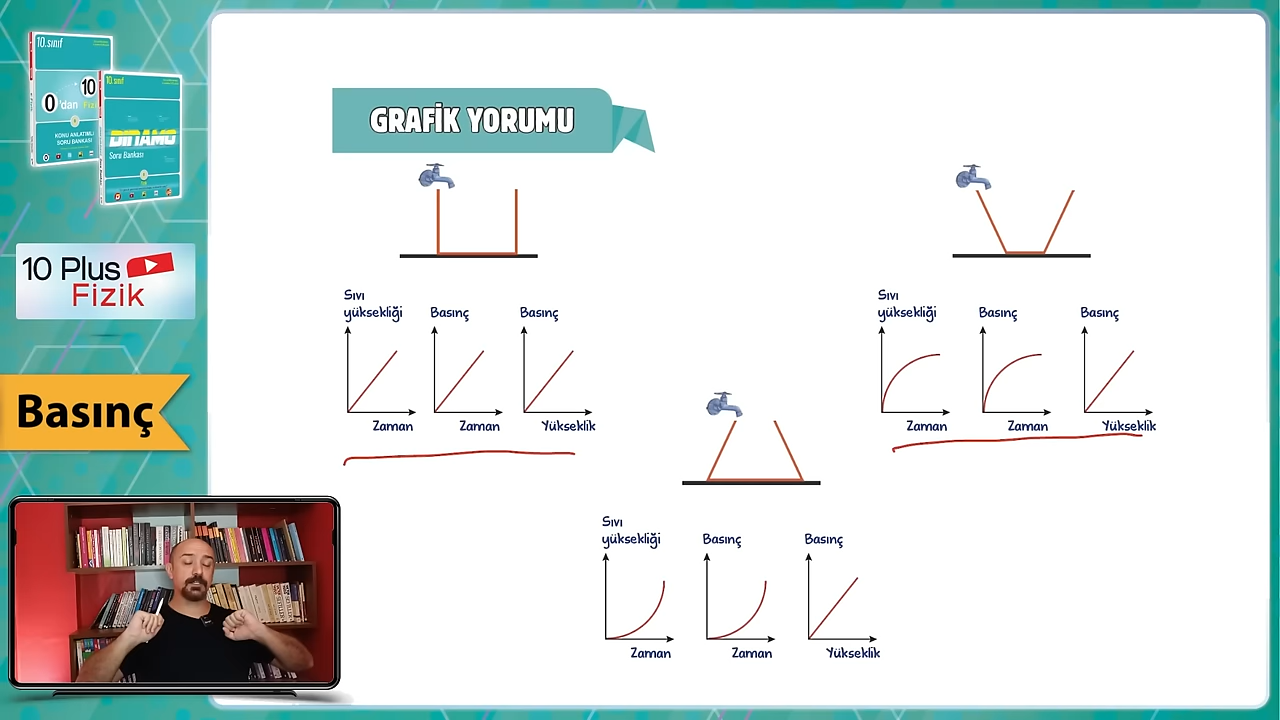 10.sınıf
0'dan 10
Fizik
KONU ANLATIMLI
SORU BANKASI
10.sınıf
DİNAMO
Soru Bankası
10 Plus
Fizik
Basınç
GRAFİK YORUMU
Sıvı
yüksekliği
Basınç
Basınç
Zaman
Zaman
Yükseklik
Sıvı
yüksekliği
Basınç
Basınç
Zaman
Zaman
Yükseklik
Sıvı
yüksekliği
Basınç
Basınç
Zaman
Zaman
Yükseklik